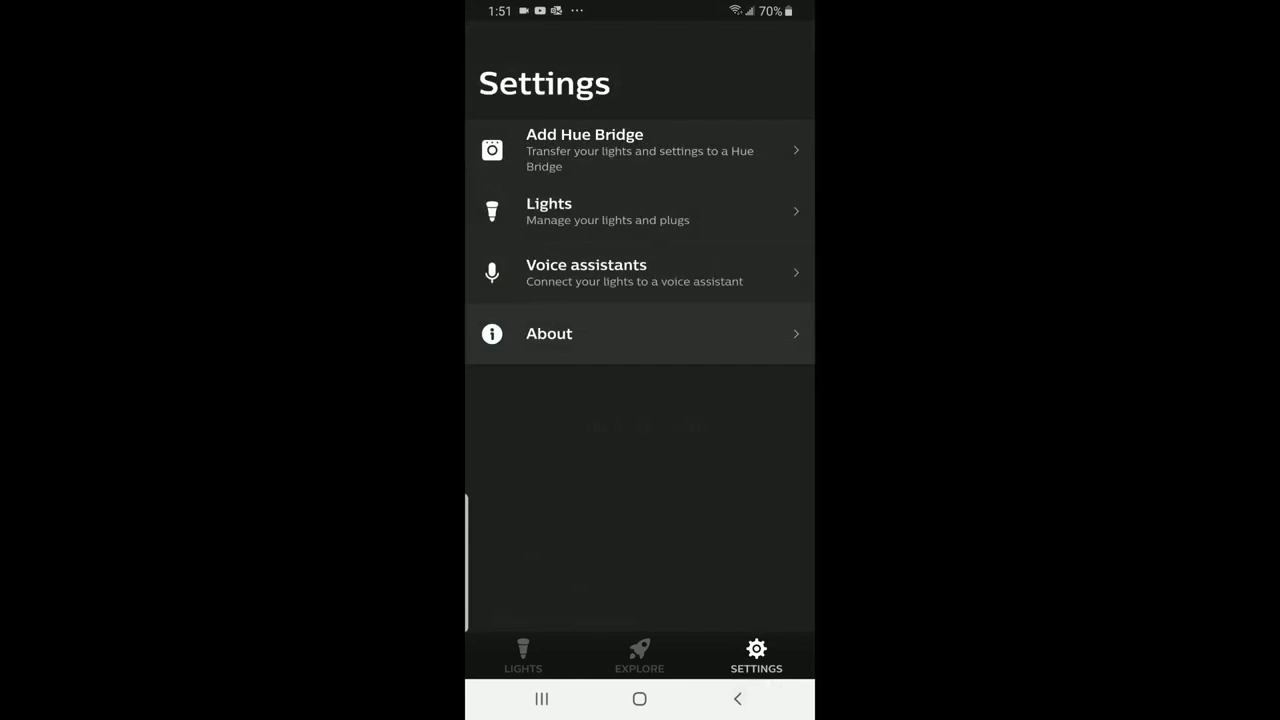 1:51
70%
Settings
Add Hue Bridge
Transfer your lights and settings to a Hue
Bridge
Lights
Manage your lights and plugs
Voice assistants
Connect your lights to a voice assistant
About
LIGHTS
EXPLORE
SETTINGS